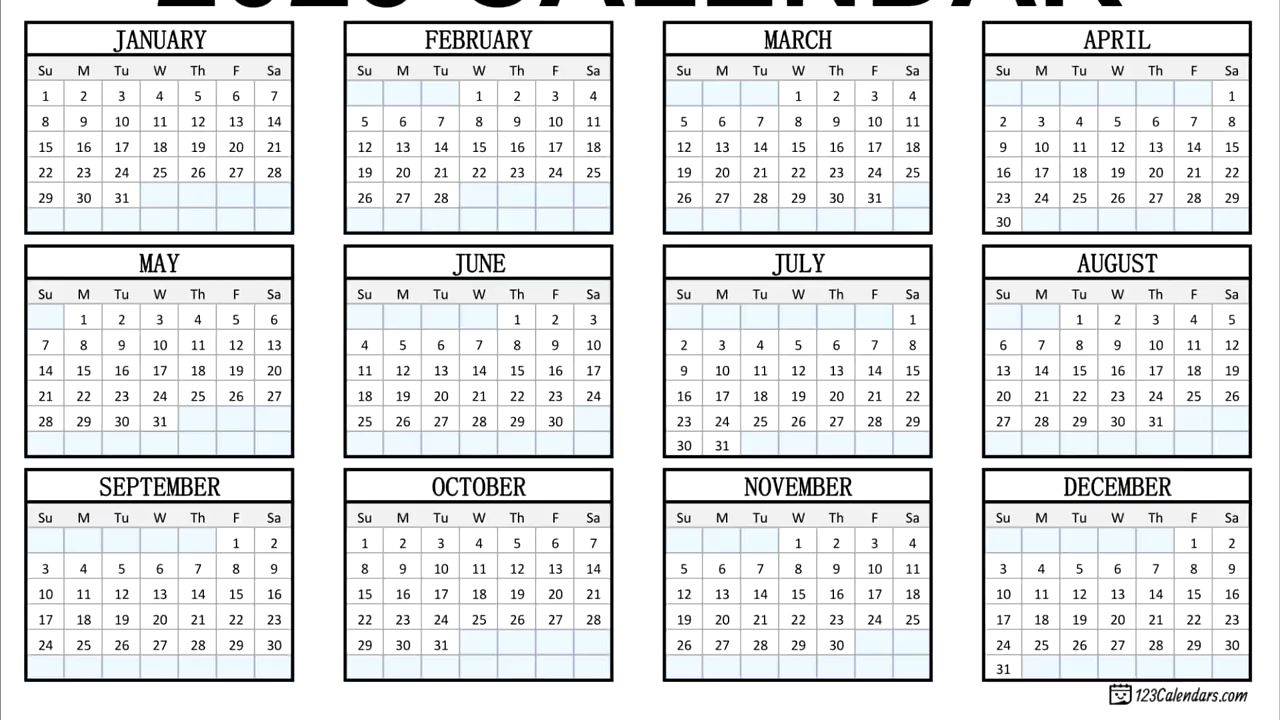 JANUARY
Su M Tu W Th F Sa
1 2 3 4 5 6 7
8 9 10 11 12 13 14
15 16 17 18 19 20 21
22 23 24 25 26 27 28
29 30 31
FEBRUARY
Su M Tu W Th F Sa
1 2 3 4
5 6 7 8 9 10 11
12 13 14 15 16 17 18
19 20 21 22 23 24 25
26 27 28
MARCH
Su M Tu W Th F Sa
1 2 3 4
5 6 7 8 9 10 11
12 13 14 15 16 17 18
19 20 21 22 23 24 25
26 27 28 29 30 31
APRIL
Su M Tu W Th F Sa
1
2 3 4 5 6 7 8
9 10 11 12 13 14 15
16 17 18 19 20 21 22
23 24 25 26 27 28 29
30
MAY
Su M Tu W Th F Sa
1 2 3 4 5 6
7 8 9 10 11 12 13
14 15 16 17 18 19 20
21 22 23 24 25 26 27
28 29 30 31
JUNE
Su M Tu W Th F Sa
1 2 3
4 5 6 7 8 9 10
11 12 13 14 15 16 17
18 19 20 21 22 23 24
25 26 27 28 29 30
JULY
Su M Tu W Th F Sa
1
2 3 4 5 6 7 8
9 10 11 12 13 14 15
16 17 18 19 20 21 22
23 24 25 26 27 28 29
30 31
AUGUST
Su M Tu W Th F Sa
1 2 3 4 5
6 7 8 9 10 11 12
13 14 15 16 17 18 19
20 21 22 23 24 25 26
27 28 29 30 31
SEPTEMBER
Su M Tu W Th F Sa
1 2
3 4 5 6 7 8 9
10 11 12 13 14 15 16
17 18 19 20 21 22 23
24 25 26 27 28 29 30
OCTOBER
Su M Tu W Th F Sa
1 2 3 4 5 6 7
8 9 10 11 12 13 14
15 16 17 18 19 20 21
22 23 24 25 26 27 28
29 30 31
NOVEMBER
Su M Tu W Th F Sa
1 2 3 4
5 6 7 8 9 10 11
12 13 14 15 16 17 18
19 20 21 22 23 24 25
26 27 28 29 30
DECEMBER
Su M Tu W Th F Sa
1 2
3 4 5 6 7 8 9
10 11 12 13 14 15 16
17 18 19 20 21 22 23
24 25 26 27 28 29 30
31
123Calendars.com